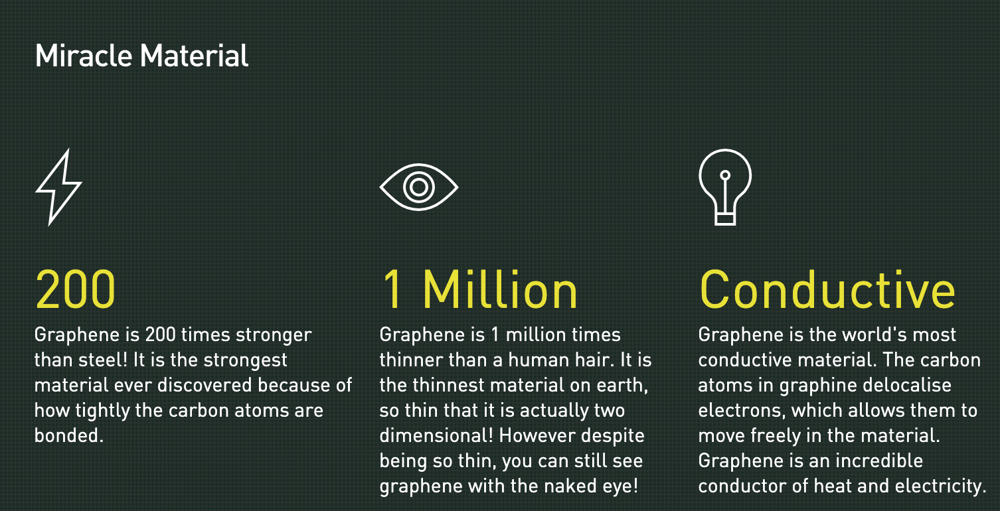 Miracle Material
200
Graphene is 200 times stronger
than steel! It is the strongest
material ever discovered because of
how tightly the carbon atoms are
bonded.
1 Million
Graphene is 1 million times
thinner than a human hair. It is
the thinnest material on earth,
so thin that it is actually two
dimensional! However despite
being so thin, you can still see
graphene with the naked eye!
Conductive
Graphene is the world's most
conductive material. The carbon
atoms in graphine delocalise
electrons, which allows them to
move freely in the material.
Graphene is an incredible
conductor of heat and electricity.